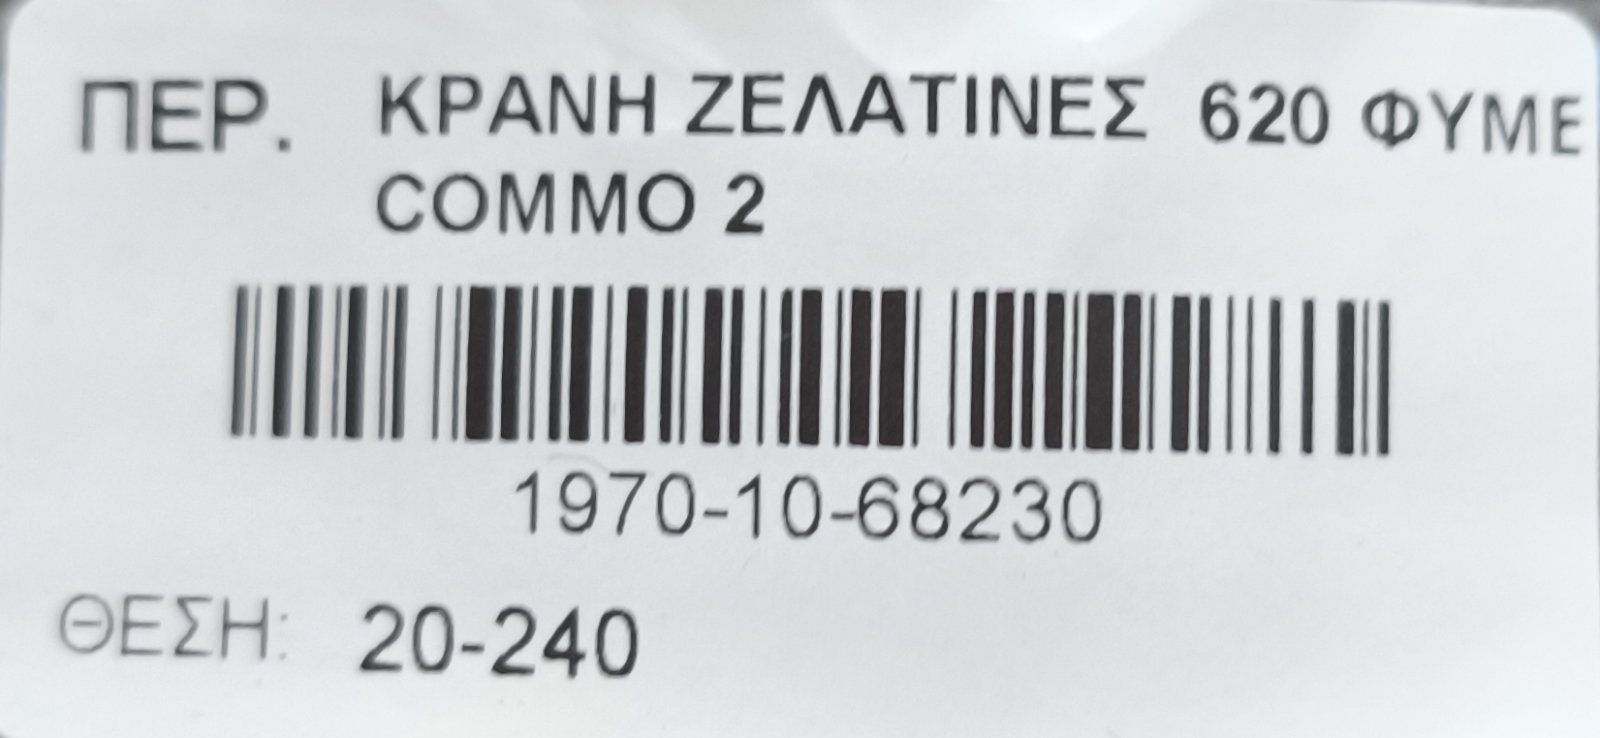 ΠΕΡ. ΚΡΑΝΗ ΖΕΛΑΤΙΝΕΣ 620 ΦΥΜΕ
COMMO 2
1970-10-68230
ΘΕΣΗ: 20-240